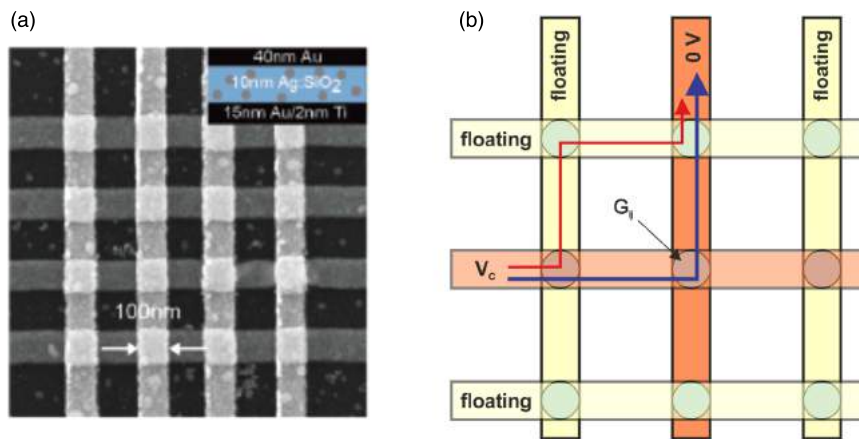 (a)
40nm Au
10nm Ag:SiO2
15nm Au/2nm Ti
100nm
(b)
floating
0 V
floating
floating
Gij
Vc
floating